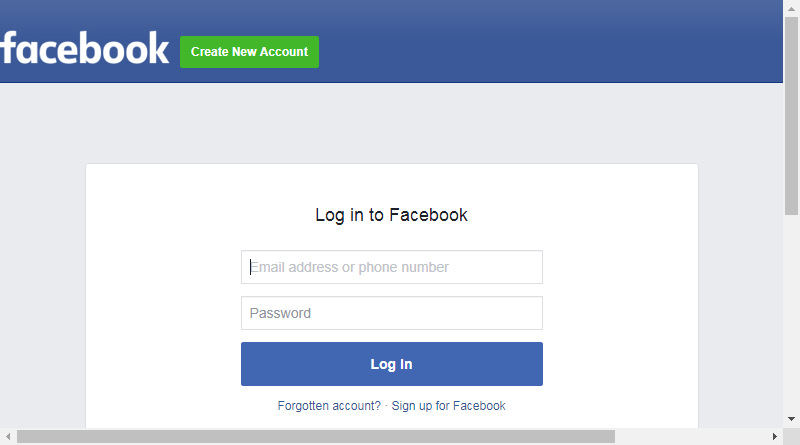 facebook
Create New Account
Log in to Facebook
Email address or phone number
Password
Log In
Forgotten account? · Sign up for Facebook